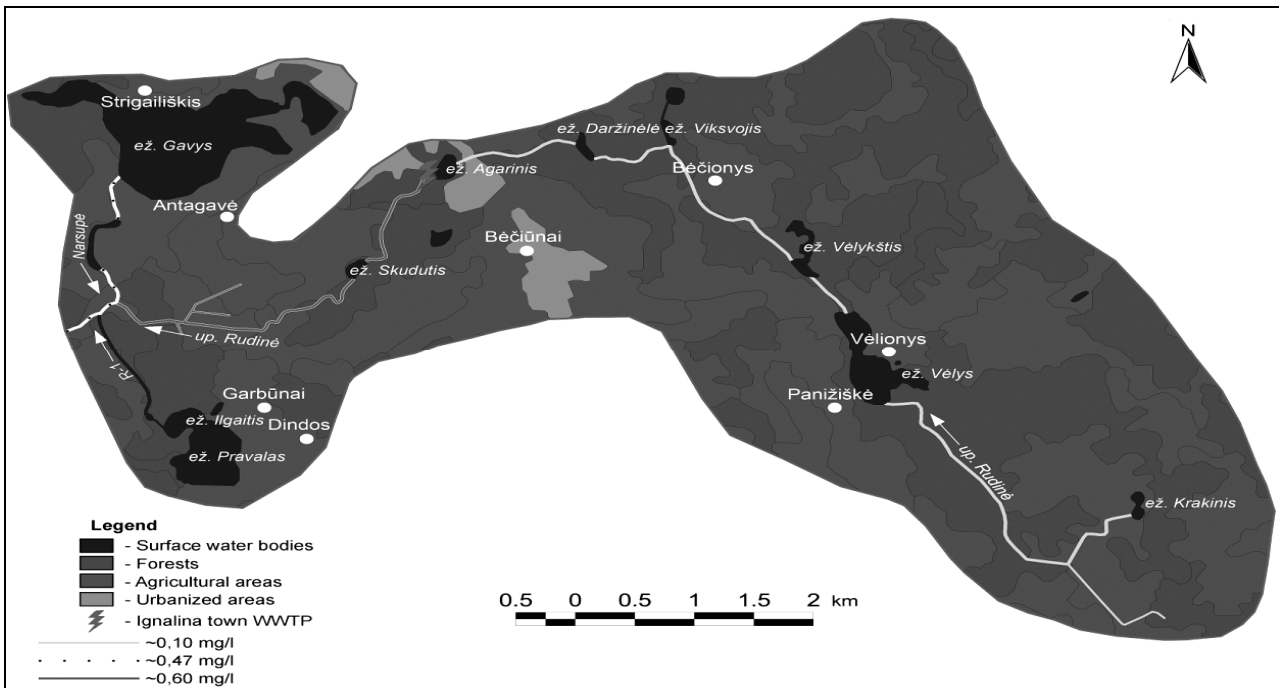 N
Strigailiškis
ež. Gavys
ež. Daržinėlė ež. Viksvojis
ež. Agarinis
Bėčionys
Antagavė
Narsupė
Bėčiūnai
ež. Vėlykštis
ež. Skudutis
up. Rudinė
R-1
Vėlionys
ež. Vėlys
Garbūnai
Panižiškė
ež. Ilgaitis
Dindos
ež. Pravalas
up. Rudinė
ež. Krakinis
Legend
- Surface water bodies
- Forests
- Agricultural areas
- Urbanized areas
- Ignalina town WWTP
~0,10 mg/l
~0,47 mg/l
~0,60 mg/l
0.5 0 0.5 1 1.5 2 km